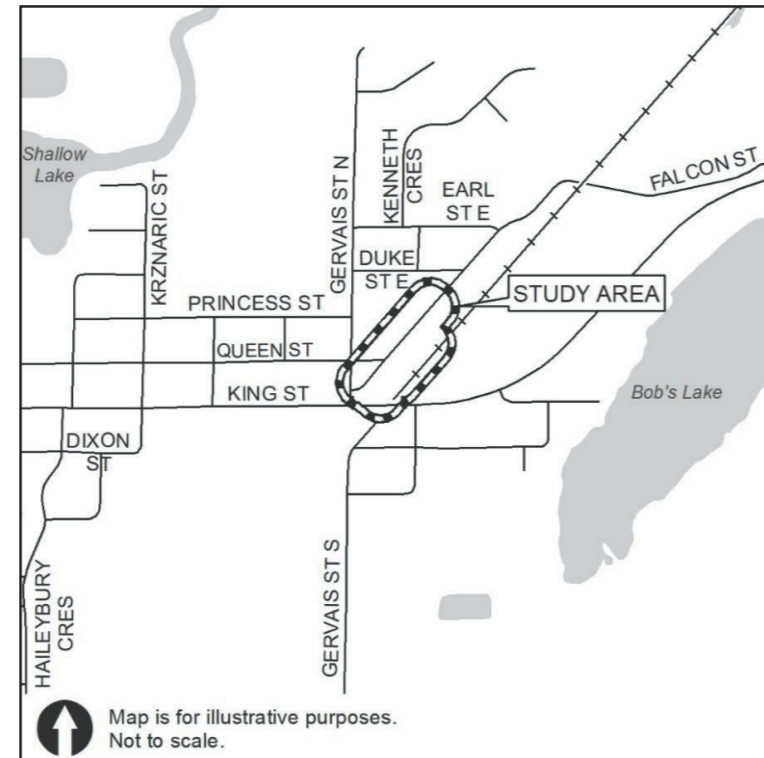 Shallow
Lake
KRZNARIC ST
GERVAIS ST N
KENNETH
CRES
EARL
ST E
FALCON ST
DUKE
ST E
PRINCESS ST
STUDY AREA
QUEEN ST
KING ST
Bob's Lake
DIXON
ST
HAILEYBURY
CRES
GERVAIS ST S
Map is for illustrative purposes.
Not to scale.